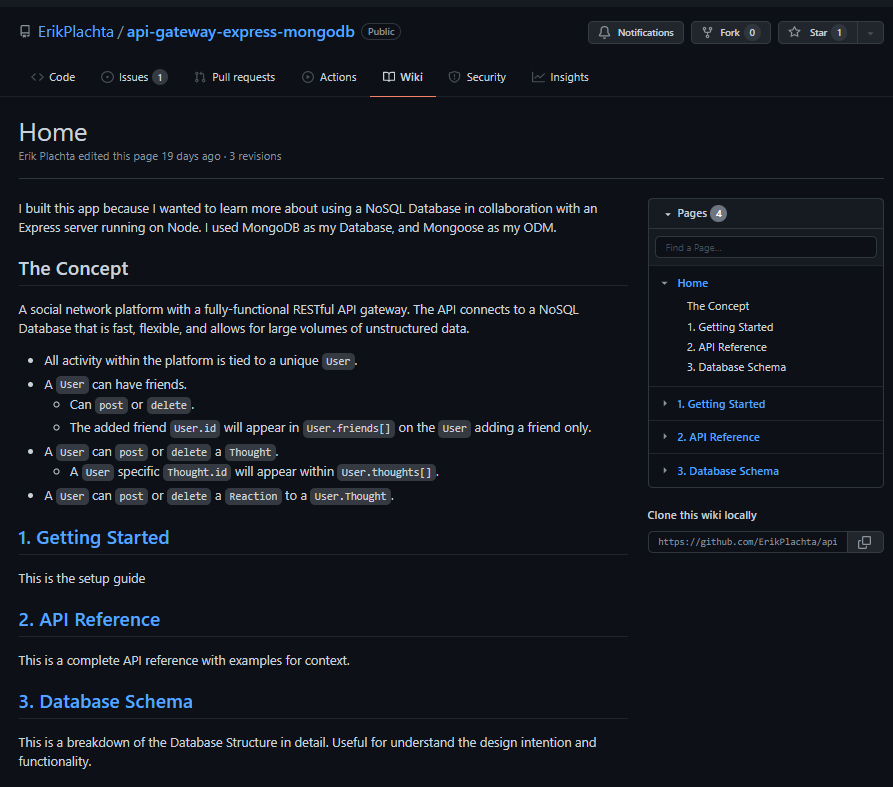 ErikPlachta / api-gateway-express-mongodb Public
Notifications
Fork 0
Star 1
Code
Issues 1
Pull requests
Actions
Wiki
Security
Insights
Home
Erik Plachta edited this page 19 days ago · 3 revisions
I built this app because I wanted to learn more about using a NoSQL Database in collaboration with an
Express server running on Node. I used MongoDB as my Database, and Mongoose as my ODM.
The Concept
A social network platform with a fully-functional RESTful API gateway. The API connects to a NoSQL
Database that is fast, flexible, and allows for large volumes of unstructured data.
All activity within the platform is tied to a unique User.
A User can have friends.
Can post or delete.
The added friend User.id will appear in User.friends[] on the User adding a friend only.
A User can post or delete a Thought.
A User specific Thought.id will appear within User.thoughts[].
A User can post or delete a Reaction to a User.Thought.
1. Getting Started
This is the setup guide
2. API Reference
This is a complete API reference with examples for context.
3. Database Schema
This is a breakdown of the Database Structure in detail. Useful for understand the design intention and
functionality.
Pages 4
Find a Page...
Home
The Concept
1. Getting Started
2. API Reference
3. Database Schema
1. Getting Started
2. API Reference
3. Database Schema
Clone this wiki locally
https://github.com/ErikPlachta/api